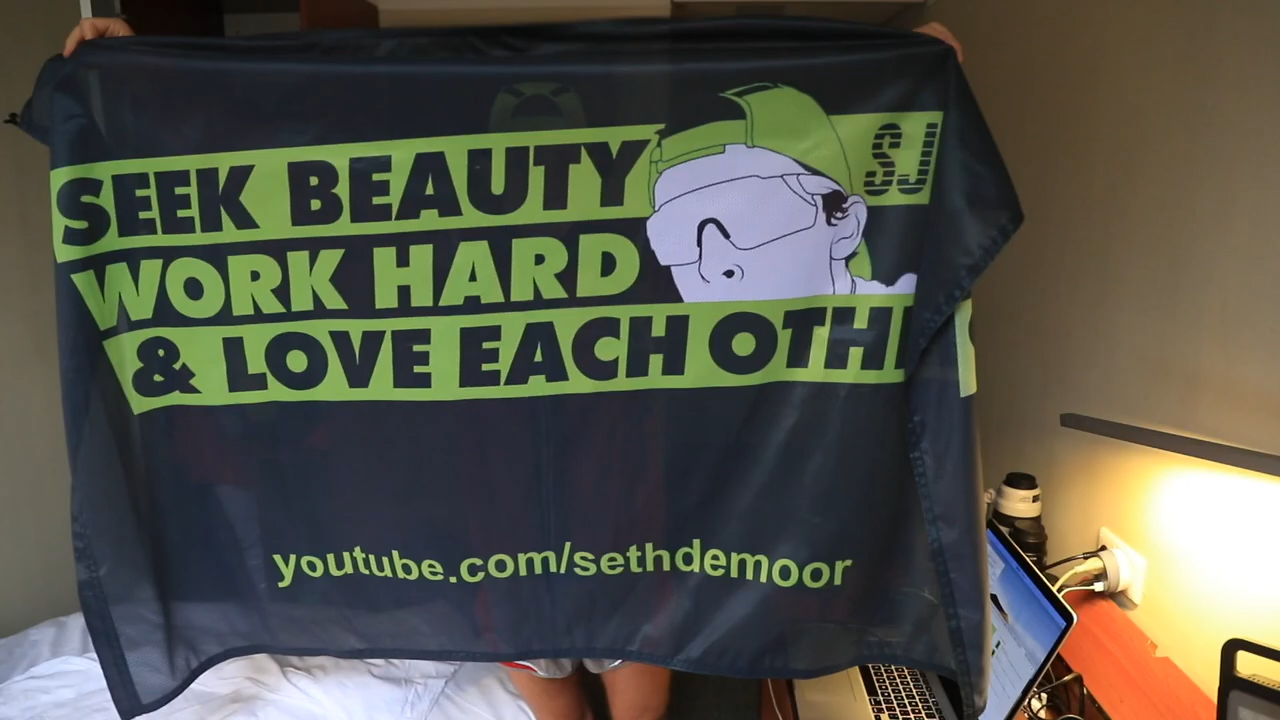 SEEK BEAUTY
SJ
WORK HARD
& LOVE EACH OTH
youtube.com/sethdemoor